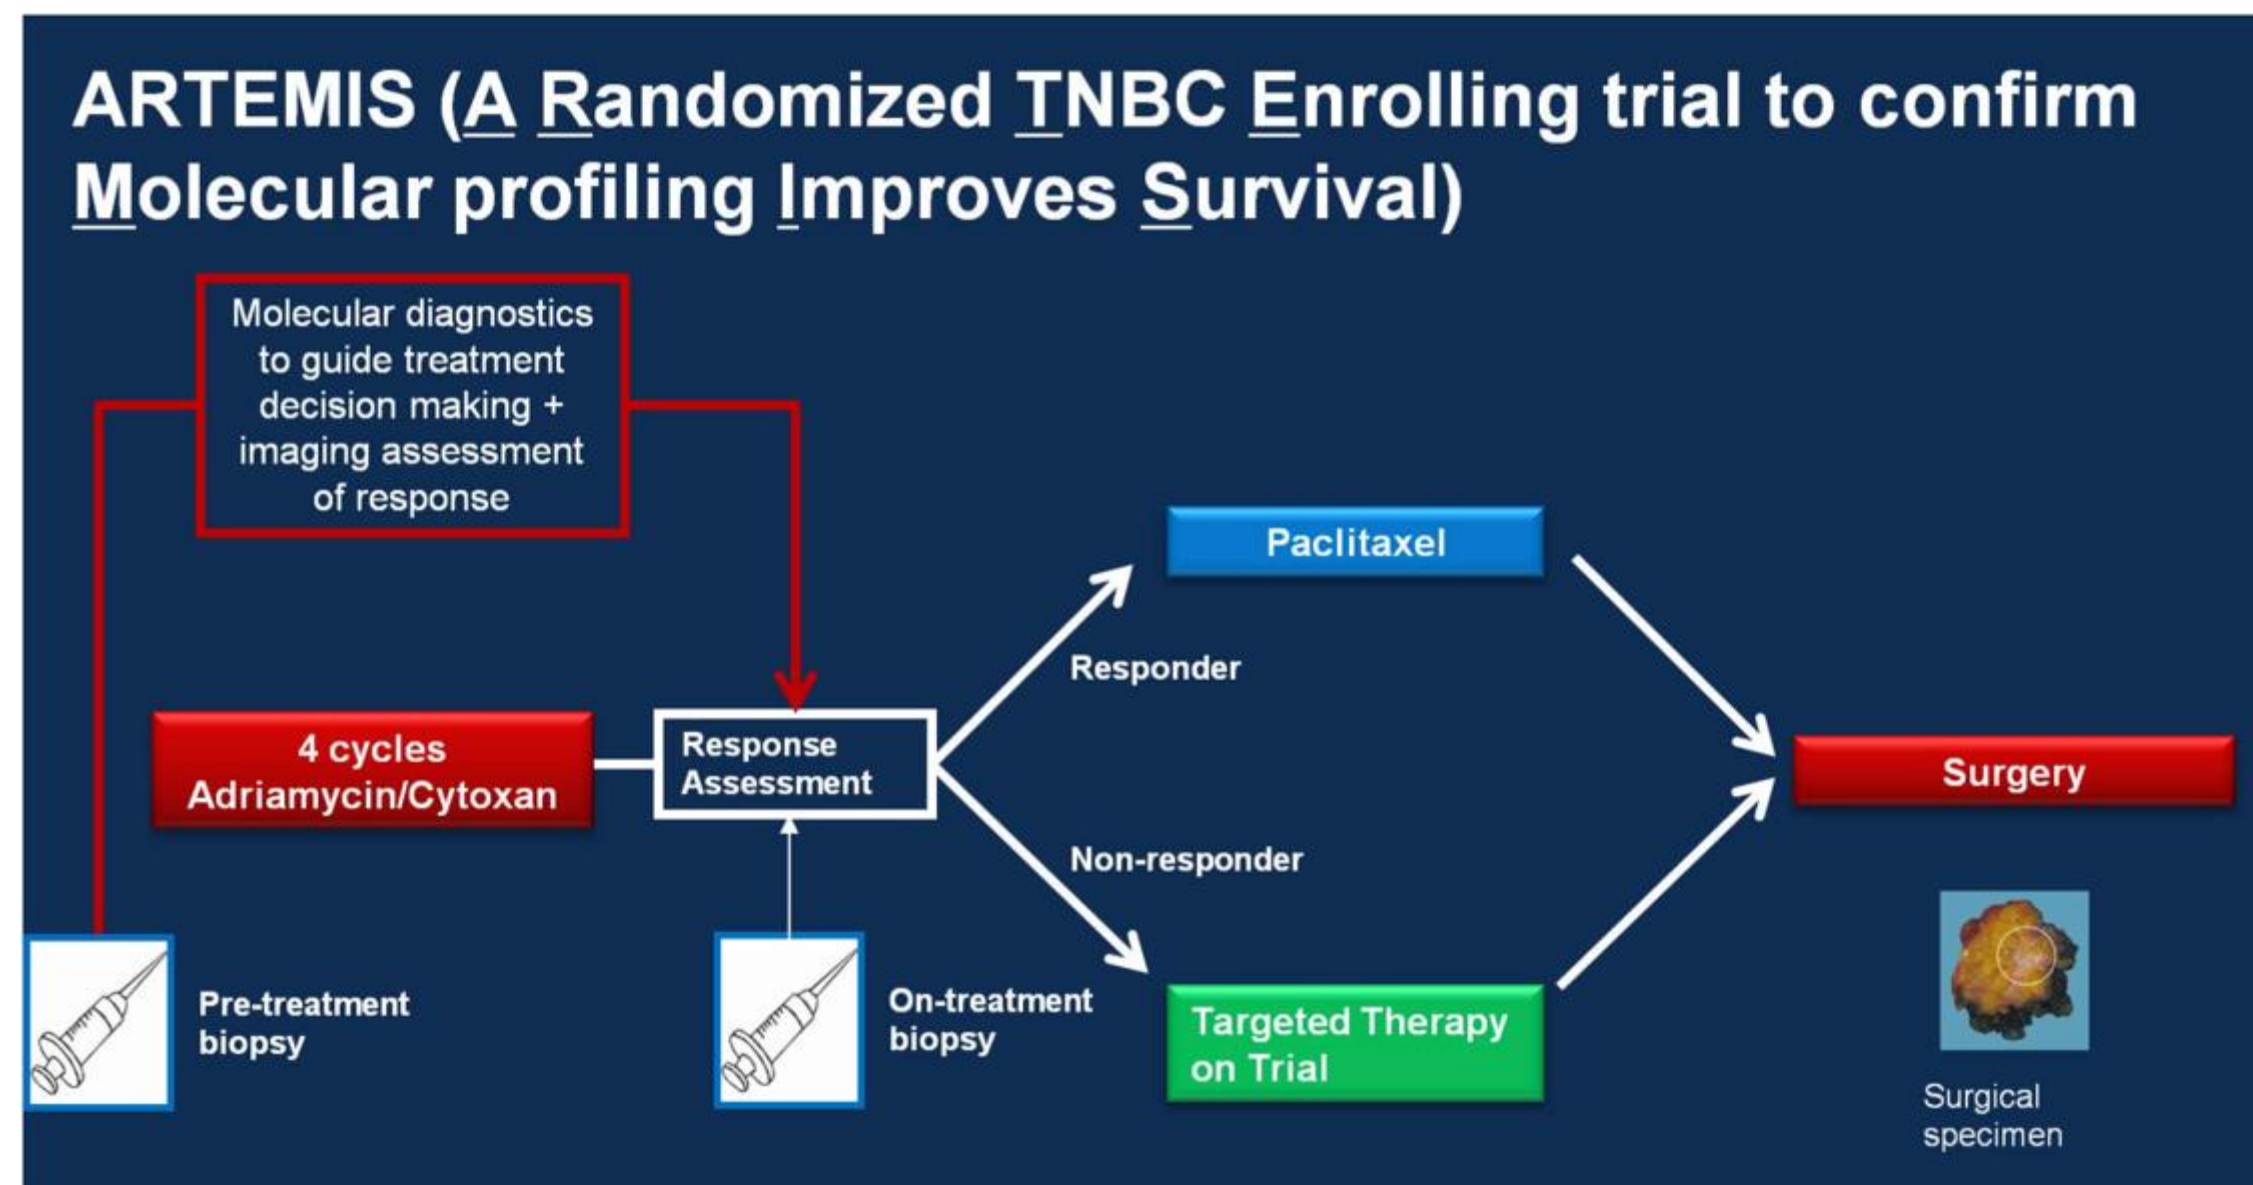 ARTEMIS (A Randomized TNBC Enrolling trial to confirm
Molecular profiling Improves Survival)
Molecular diagnostics
to guide treatment
decision making +
imaging assessment
of response
Paclitaxel
Responder
4 cycles
Adriamycin/Cytoxan
Response
Assessment
Surgery
Non-responder
Pre-treatment
biopsy
On-treatment
biopsy
Targeted Therapy
on Trial
Surgical
specimen